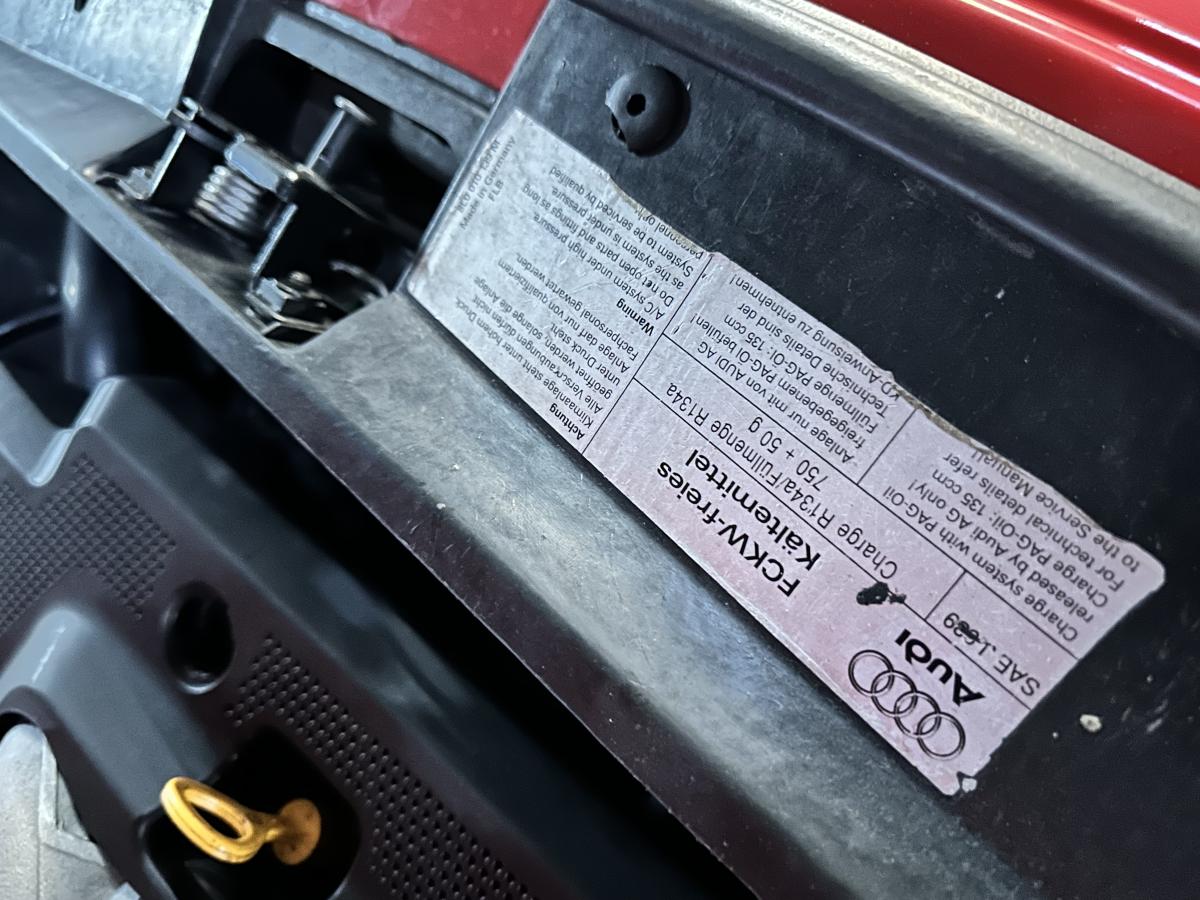 Audi
SAE J639
FCKW-freies
Kältemittel
Charge R134a/Füllmenge R134a
750 + 50 g
Charge system with PAG-Oil
released by Audi AG only!
Charge PAG-Oil: 135 ccm
For technical details refer
to the Service Manual!
Anlage nur mit von AUDI AG
freigegebenem PAG-Öl befüllen!
Füllmenge PAG-Öl: 135 ccm
Technische Details sind der
KD-Anweisung zu entnehmen!
Achtung
Klimaanlage steht unter hohem Druck.
Alle Verschraubungen dürfen nicht
geöffnet werden, solange die Anlage
unter Druck steht.
Anlage darf nur von qualifiziertem
Fachpersonal gewartet werden.
Warning
A/C system under high pressure.
Do not open parts and fittings as long
as the system is under pressure.
System to be serviced by qualified
personnel
Made in Germany
FLB